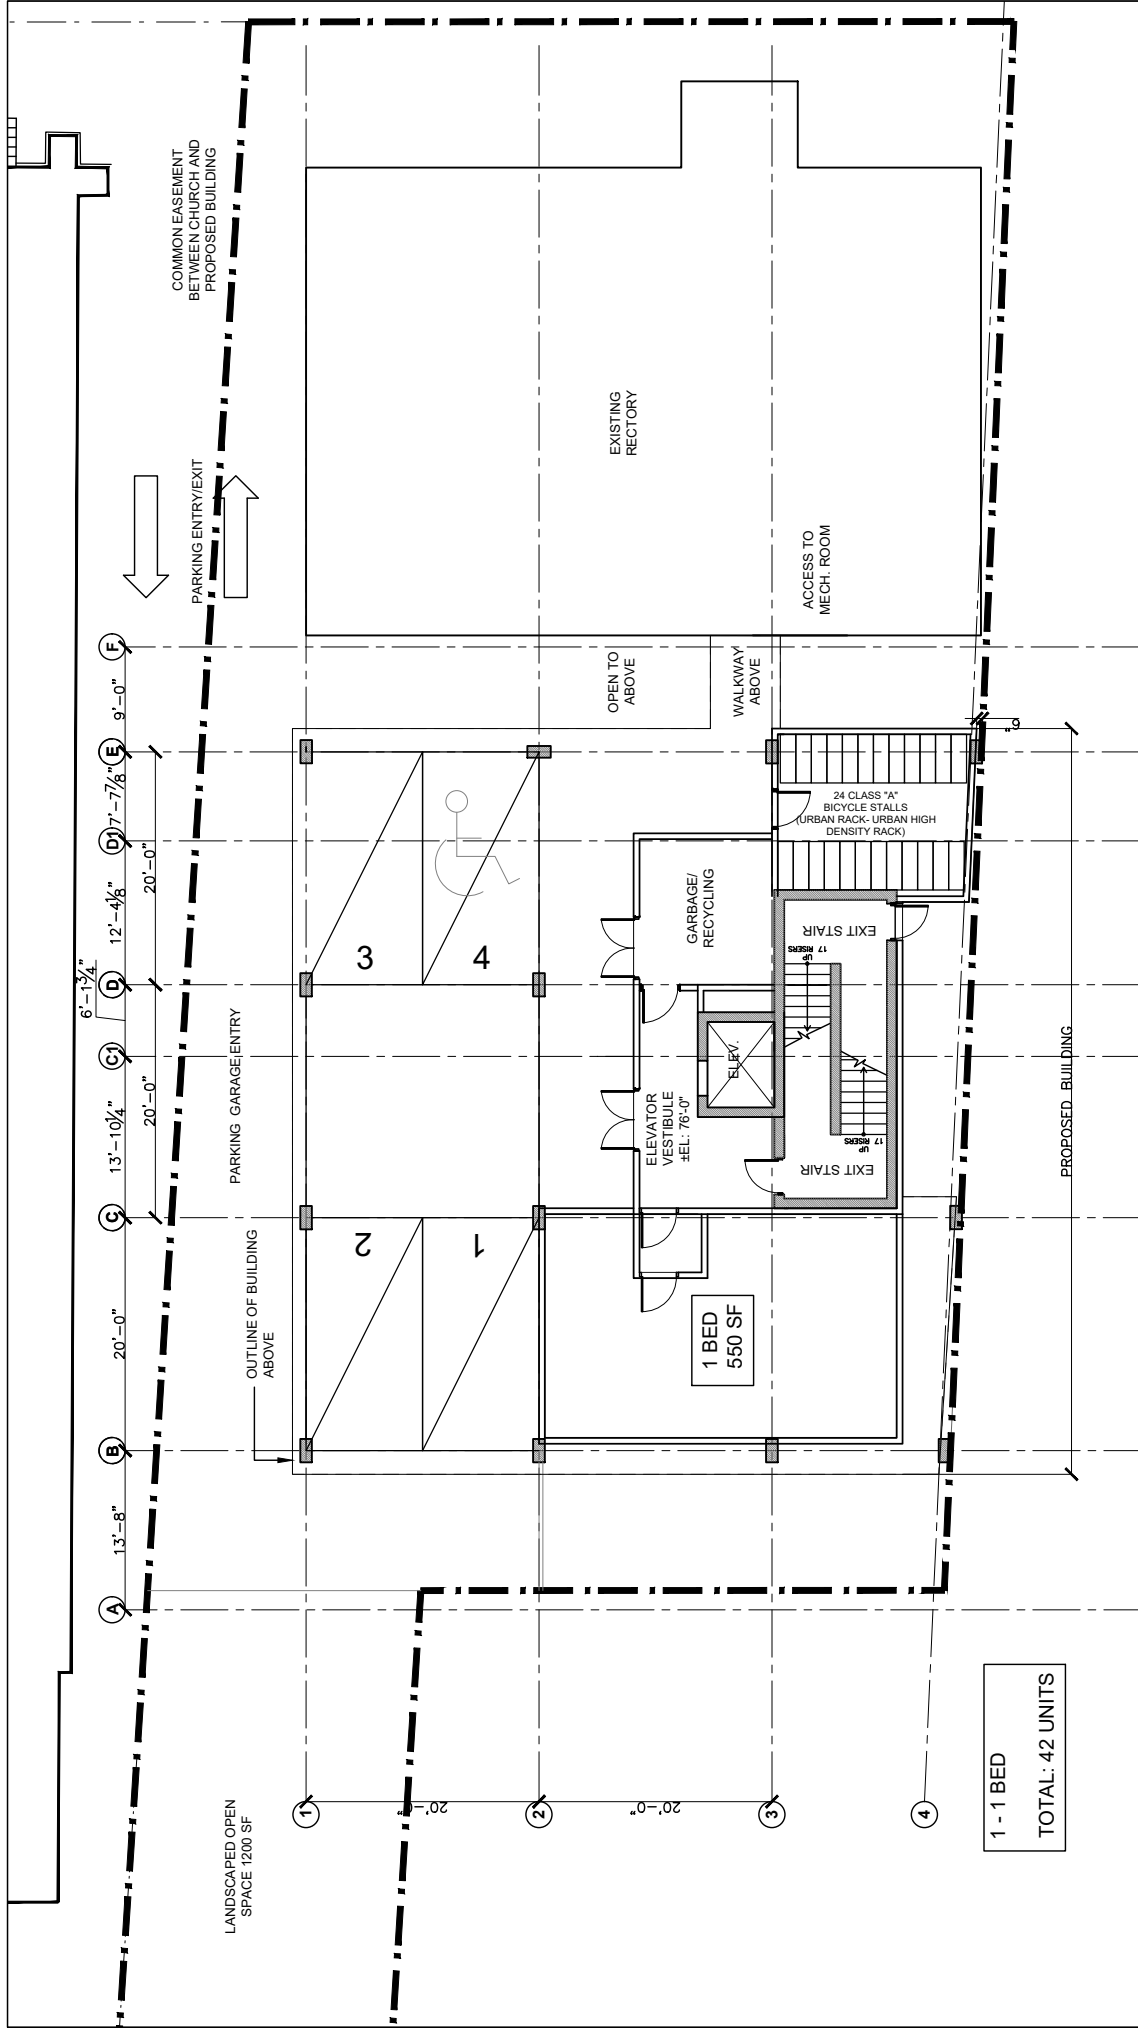 COMMON EASEMENT
BETWEEN CHURCH AND
PROPOSED BUILDING
PARKING ENTRY/EXIT
EXISTING
RECTORY
ACCESS TO
MECH. ROOM
F
9'-0"
OPEN TO
ABOVE
WALKWAY
ABOVE
6"
E
7'-7⅞"
D1
12'-4⅛"
20'-0"
D
6'-1¾"
C1
13'-10¼"
20'-0"
C
20'-0"
B
13'-8"
A
24 CLASS "A"
BICYCLE STALLS
(URBAN RACK- URBAN HIGH
DENSITY RACK)
3
4
GARBAGE/
RECYCLING
EXIT STAIR
UP
17 RISERS
PARKING GARAGE ENTRY
ELEV.
ELEVATOR
VESTIBULE
±EL: 76'-0"
UP
17 RISERS
EXIT STAIR
PROPOSED BUILDING
2
1
OUTLINE OF BUILDING
ABOVE
1 BED
550 SF
LANDSCAPED OPEN
SPACE 1200 SF
1
20'-0"
2
20'-0"
3
4
1 - 1 BED
TOTAL: 42 UNITS